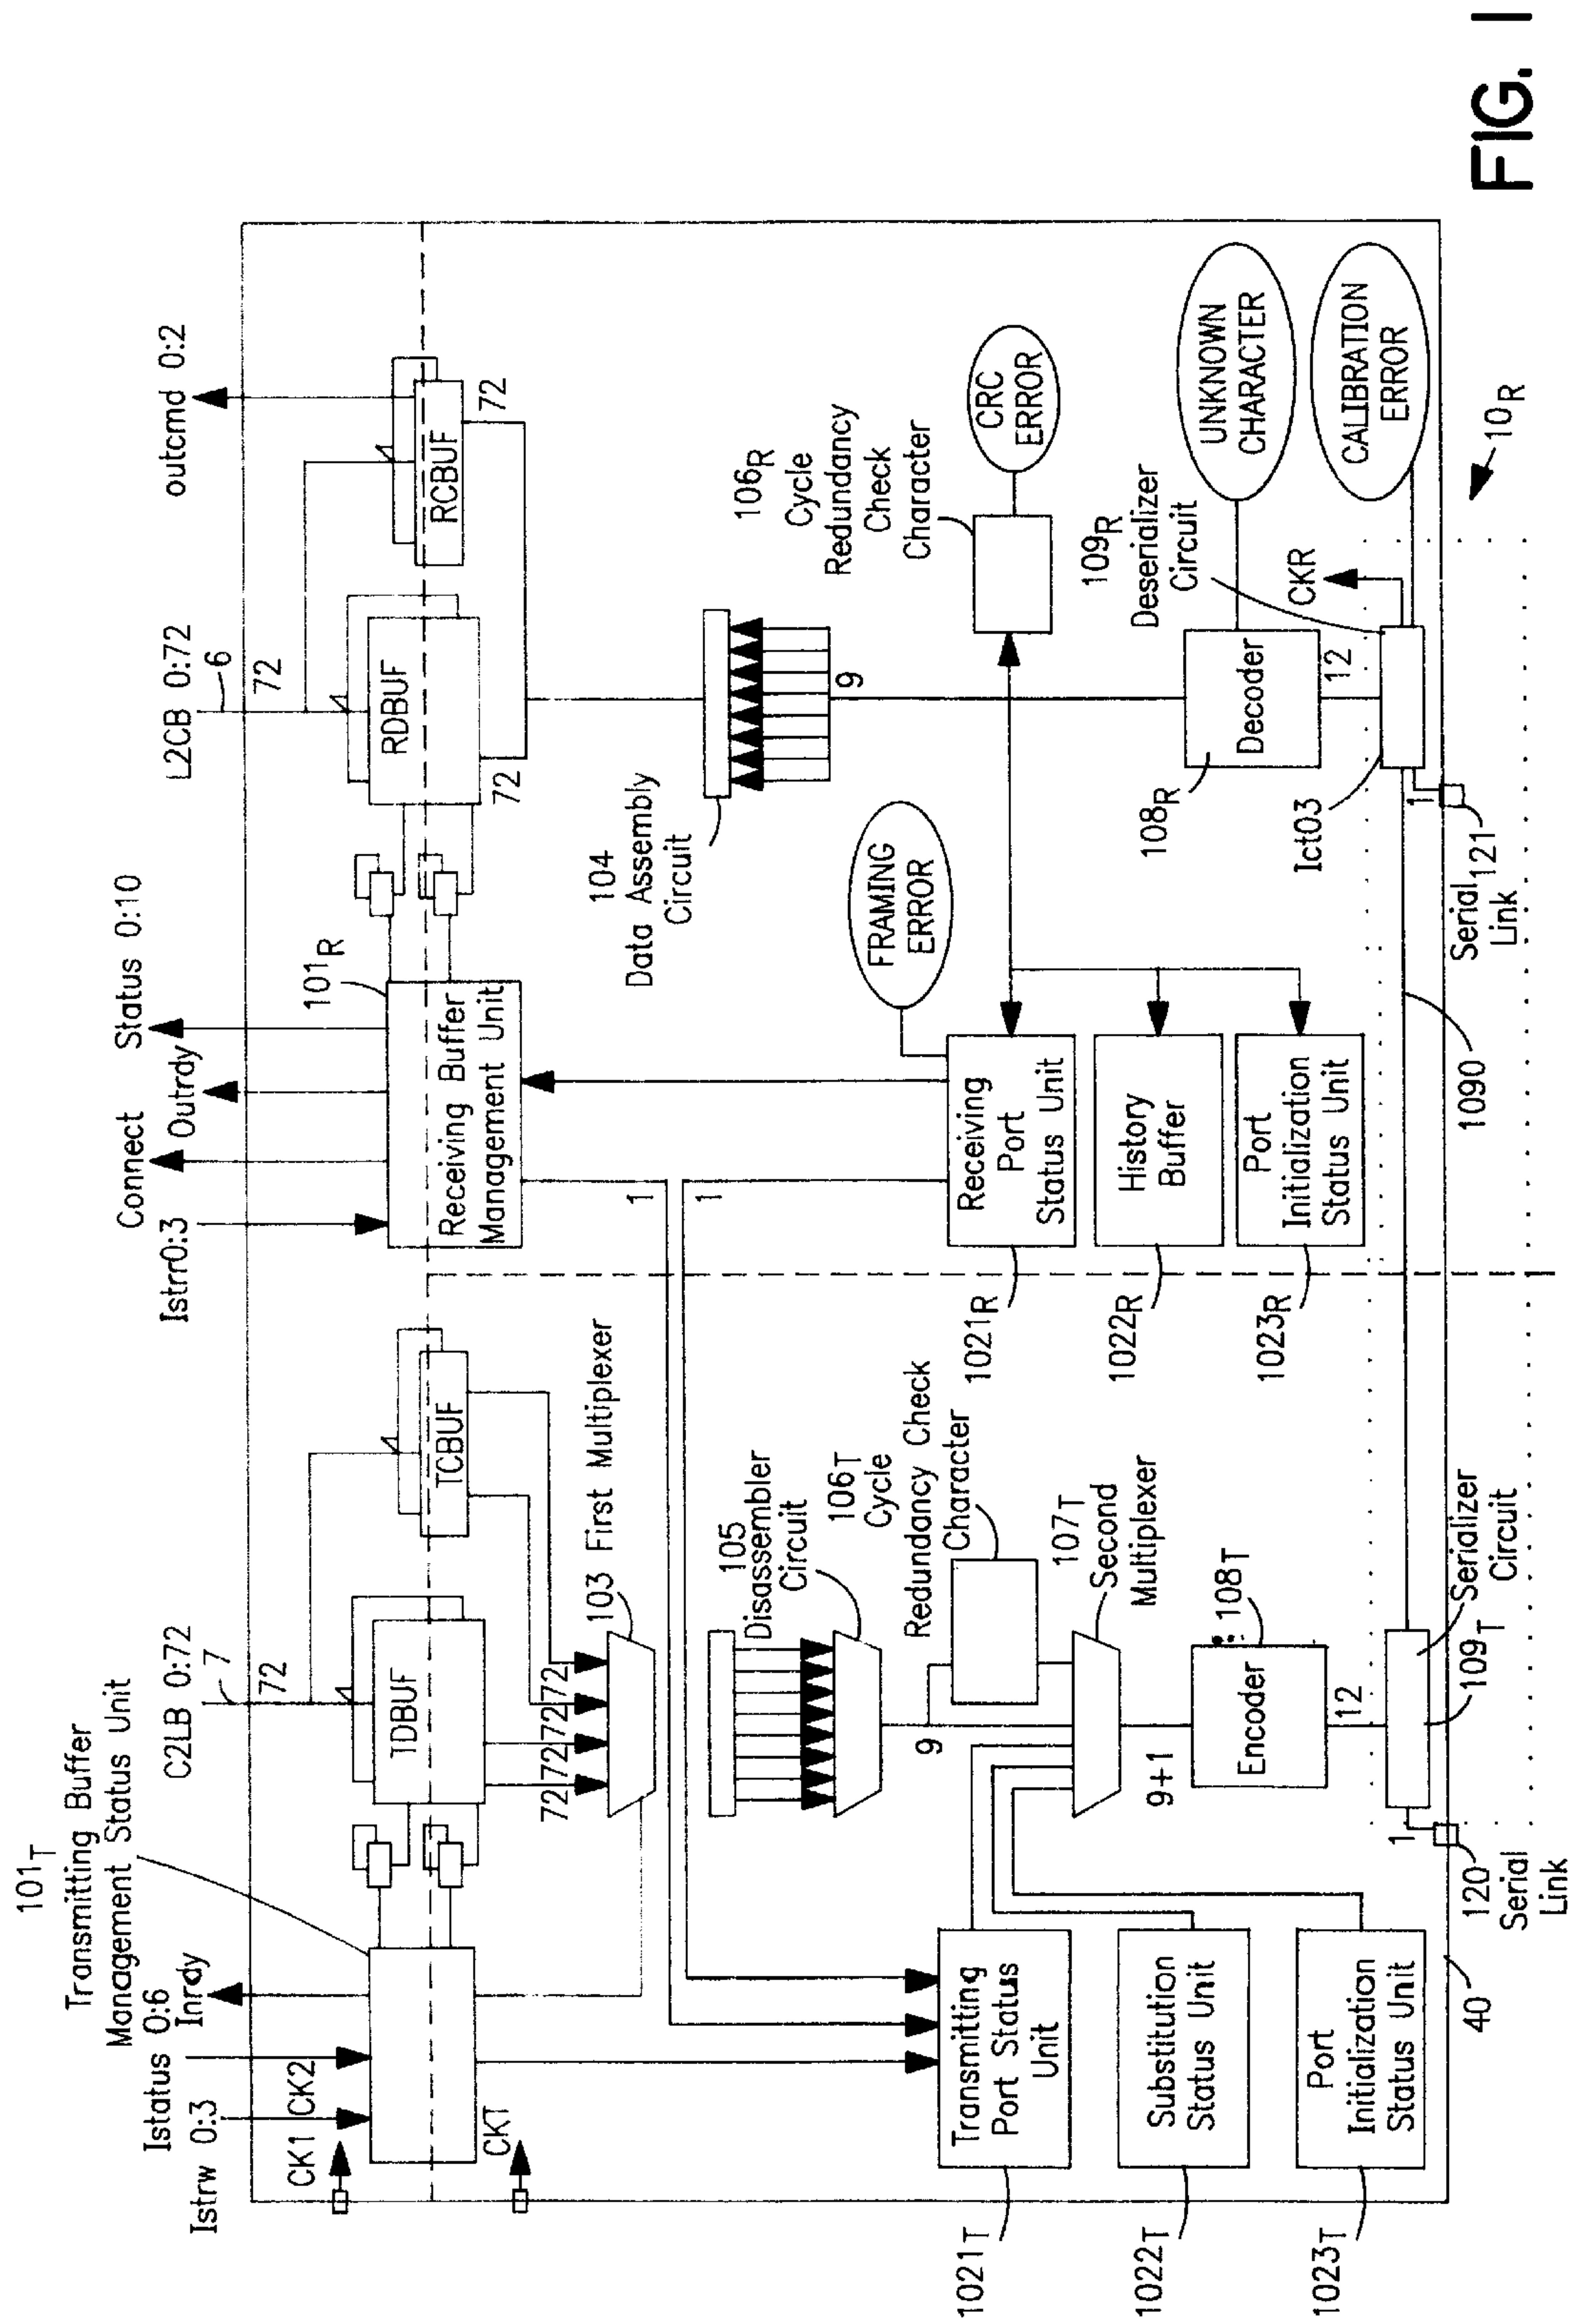 101T
Transmitting Buffer
Management Status Unit
Istatus 0:6
Inrdy
Istrw 0:3
CK1
CK2
CKT
C2LB 0:72
7
72
TDBUF
TCBUF
72
72
72
72
103 First Multiplexer
Connect
Outrdy
Status 0:10
Istrr0:3
101R
Receiving Buffer
Management Unit
1
1
L2CB 0:72
6
72
RDBUF
72
outcmd 0:2
RCBUF
72
104
Data Assembly
Circuit
9
105
Disassembler
Circuit
9
106T Cycle
Redundancy Check
Character
107T Second
Multiplexer
9+1
Encoder
108T
12
Serializer
Circuit
109T
1
120
Serial
Link
Transmitting
Port Status
Unit
1021T
Substitution
Status Unit
1022T
Port
Initialization
Status Unit
1023T
40
Receiving
Port
Status Unit
1021R
History
Buffer
1022R
Port
Initialization
Status Unit
1023R
FRAMING
ERROR
106R
Cycle
Redundancy
Check
Character
CRC
ERROR
109R
Deserializer
Circuit
CKR
UNKNOWN
CHARACTER
CALIBRATION
ERROR
Decoder
108R
12
Ict03
1
121
Serial
Link
1090
10R
FIG. 1